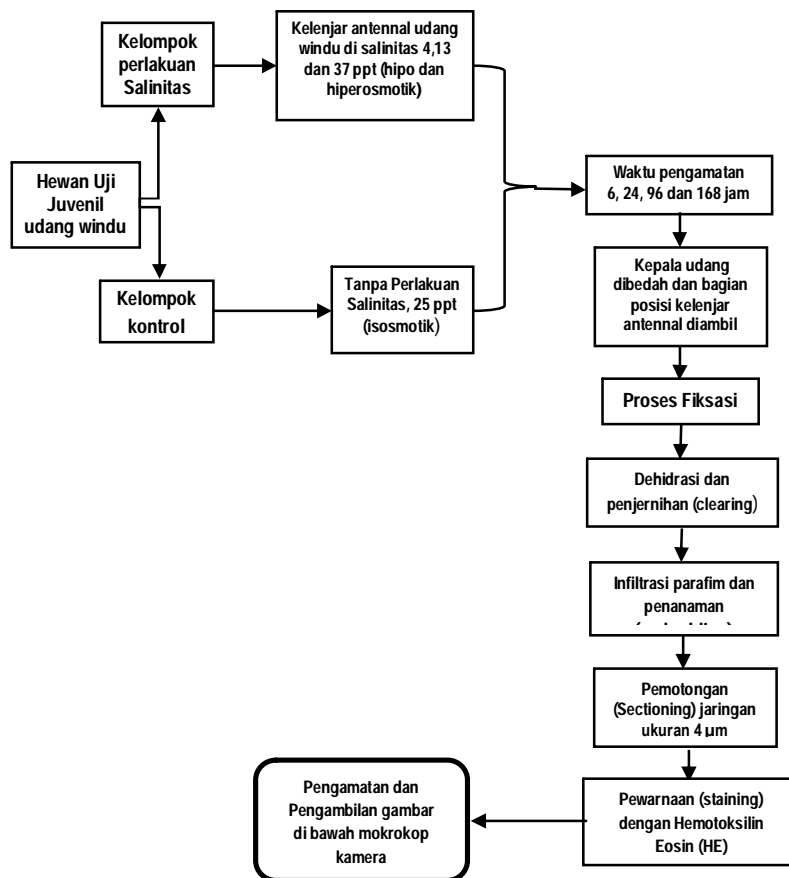 Kelompok
perlakuan
Salinitas
Kelenjar antennal udang
windu di salinitas 4,13
dan 37 ppt (hipo dan
hiperosmotik)
Hewan Uji
Juvenil
udang windu
Kelompok
kontrol
Tanpa Perlakuan
Salinitas, 25 ppt
(isosmotik)
Waktu pengamatan
6, 24, 96 dan 168 jam
Kepala udang
dibedah dan bagian
posisi kelenjar
antennal diambil
Proses Fiksasi
Dehidrasi dan
penjernihan (clearing)
Infiltrasi parafim dan
penanaman
Pemotongan
(Sectioning) jaringan
ukuran 4 µm
Pewarnaan (staining)
dengan Hemotoksilin
Eosin (HE)
Pengamatan dan
Pengambilan gambar
di bawah mokrokop
kamera